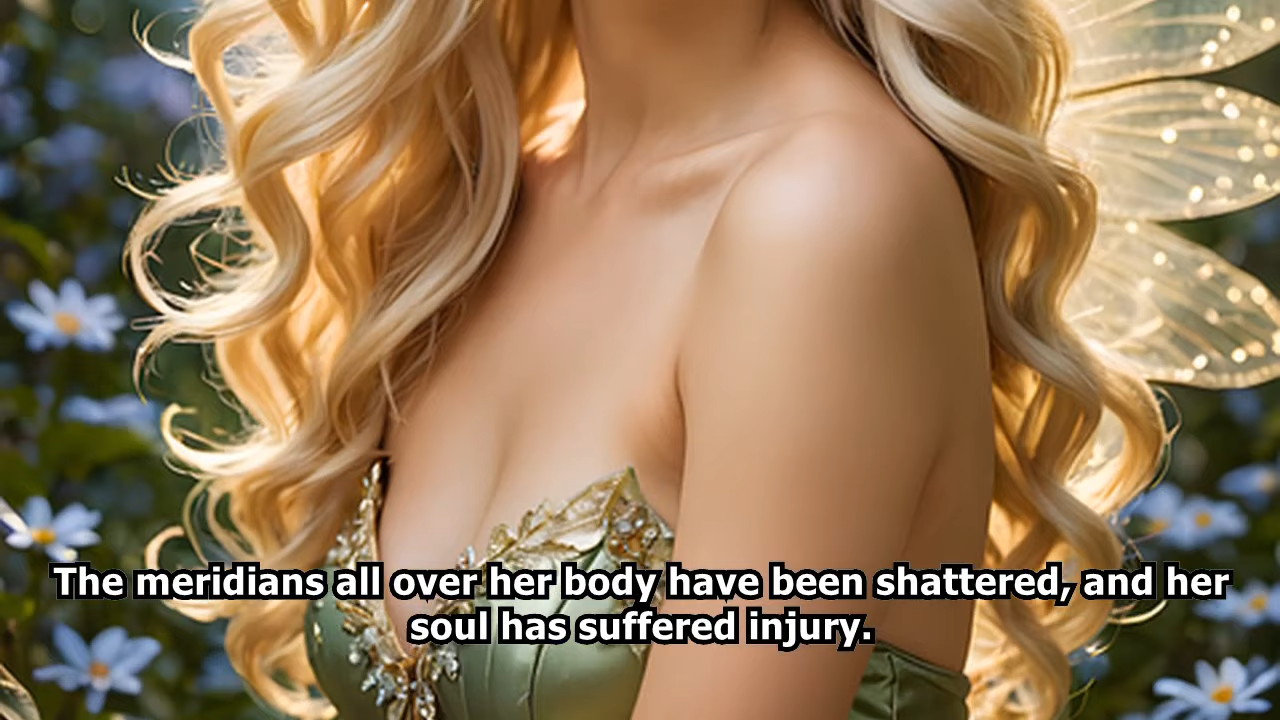 The meridians all over her body have been shattered, and her
soul has suffered injury.